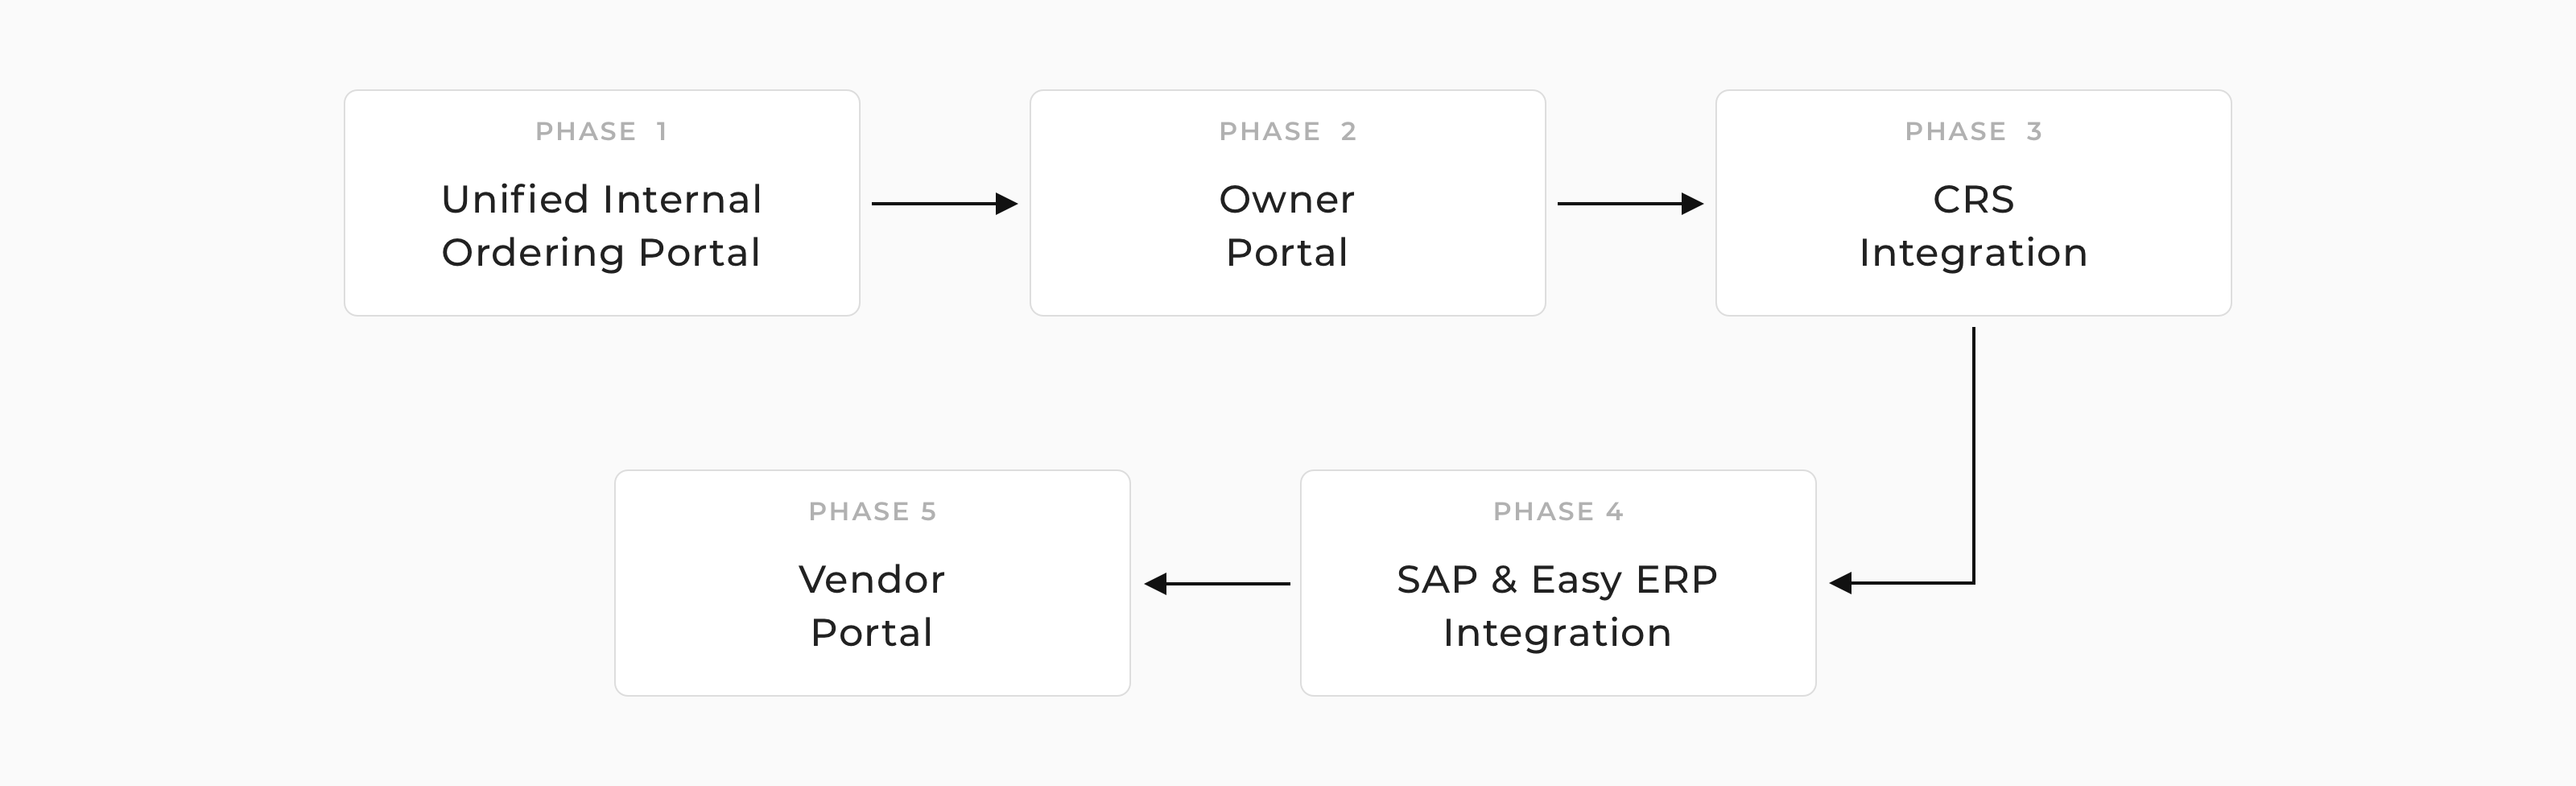 PHASE 1
Unified Internal
Ordering Portal
PHASE 2
Owner
Portal
PHASE 3
CRS
Integration
PHASE 4
SAP & Easy ERP
Integration
PHASE 5
Vendor
Portal